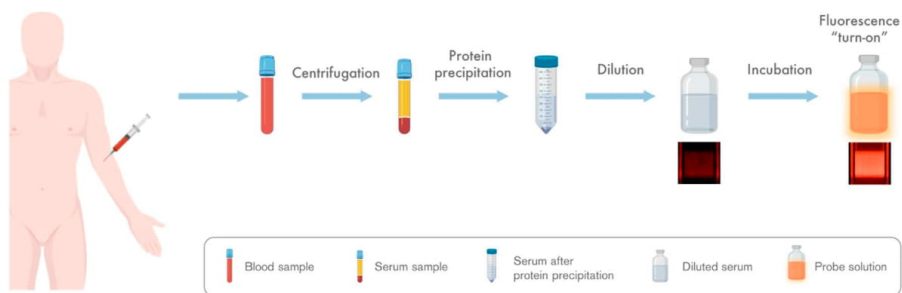 Fluorescence
"turn-on"
Centrifugation
Protein
precipitation
Dilution
Incubation
Blood sample
Serum sample
Serum after
protein precipitation
Diluted serum
Probe solution